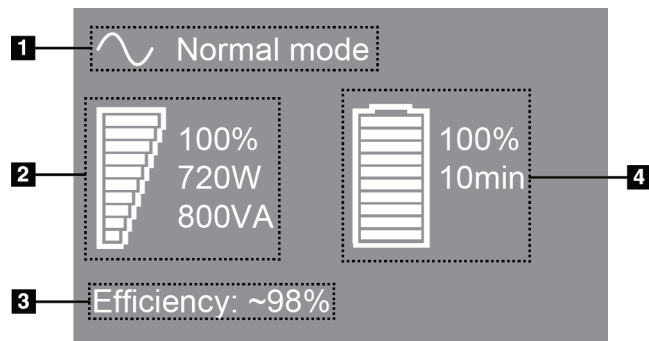 1 Normal mode
2 100% 100% 4
720W 10min
800VA
3 Efficiency: ~98%